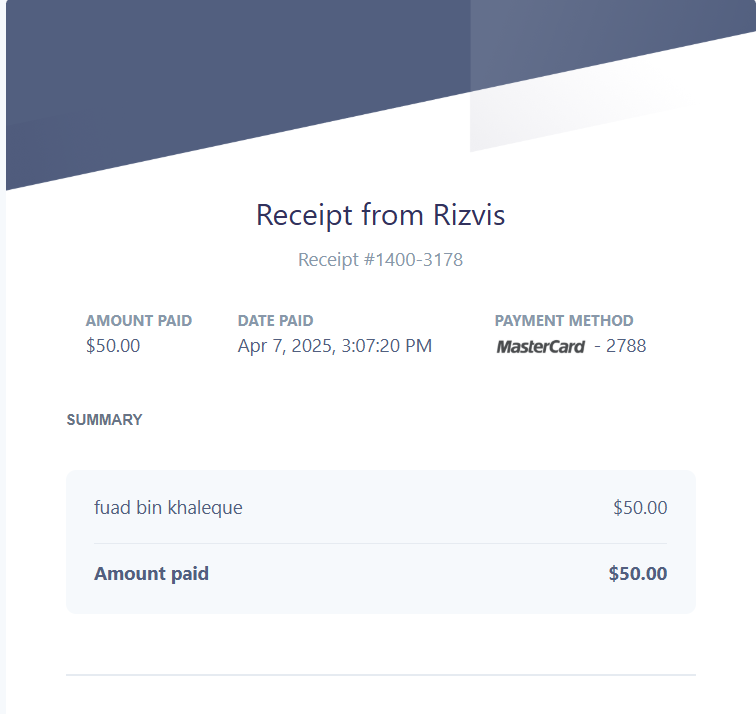 Receipt from Rizvis
Receipt #1400-3178
AMOUNT PAID DATE PAID PAYMENT METHOD
$50.00 Apr 7, 2025, 3:07:20 PM MasterCard - 2788
SUMMARY
fuad bin khaleque $50.00
Amount paid $50.00